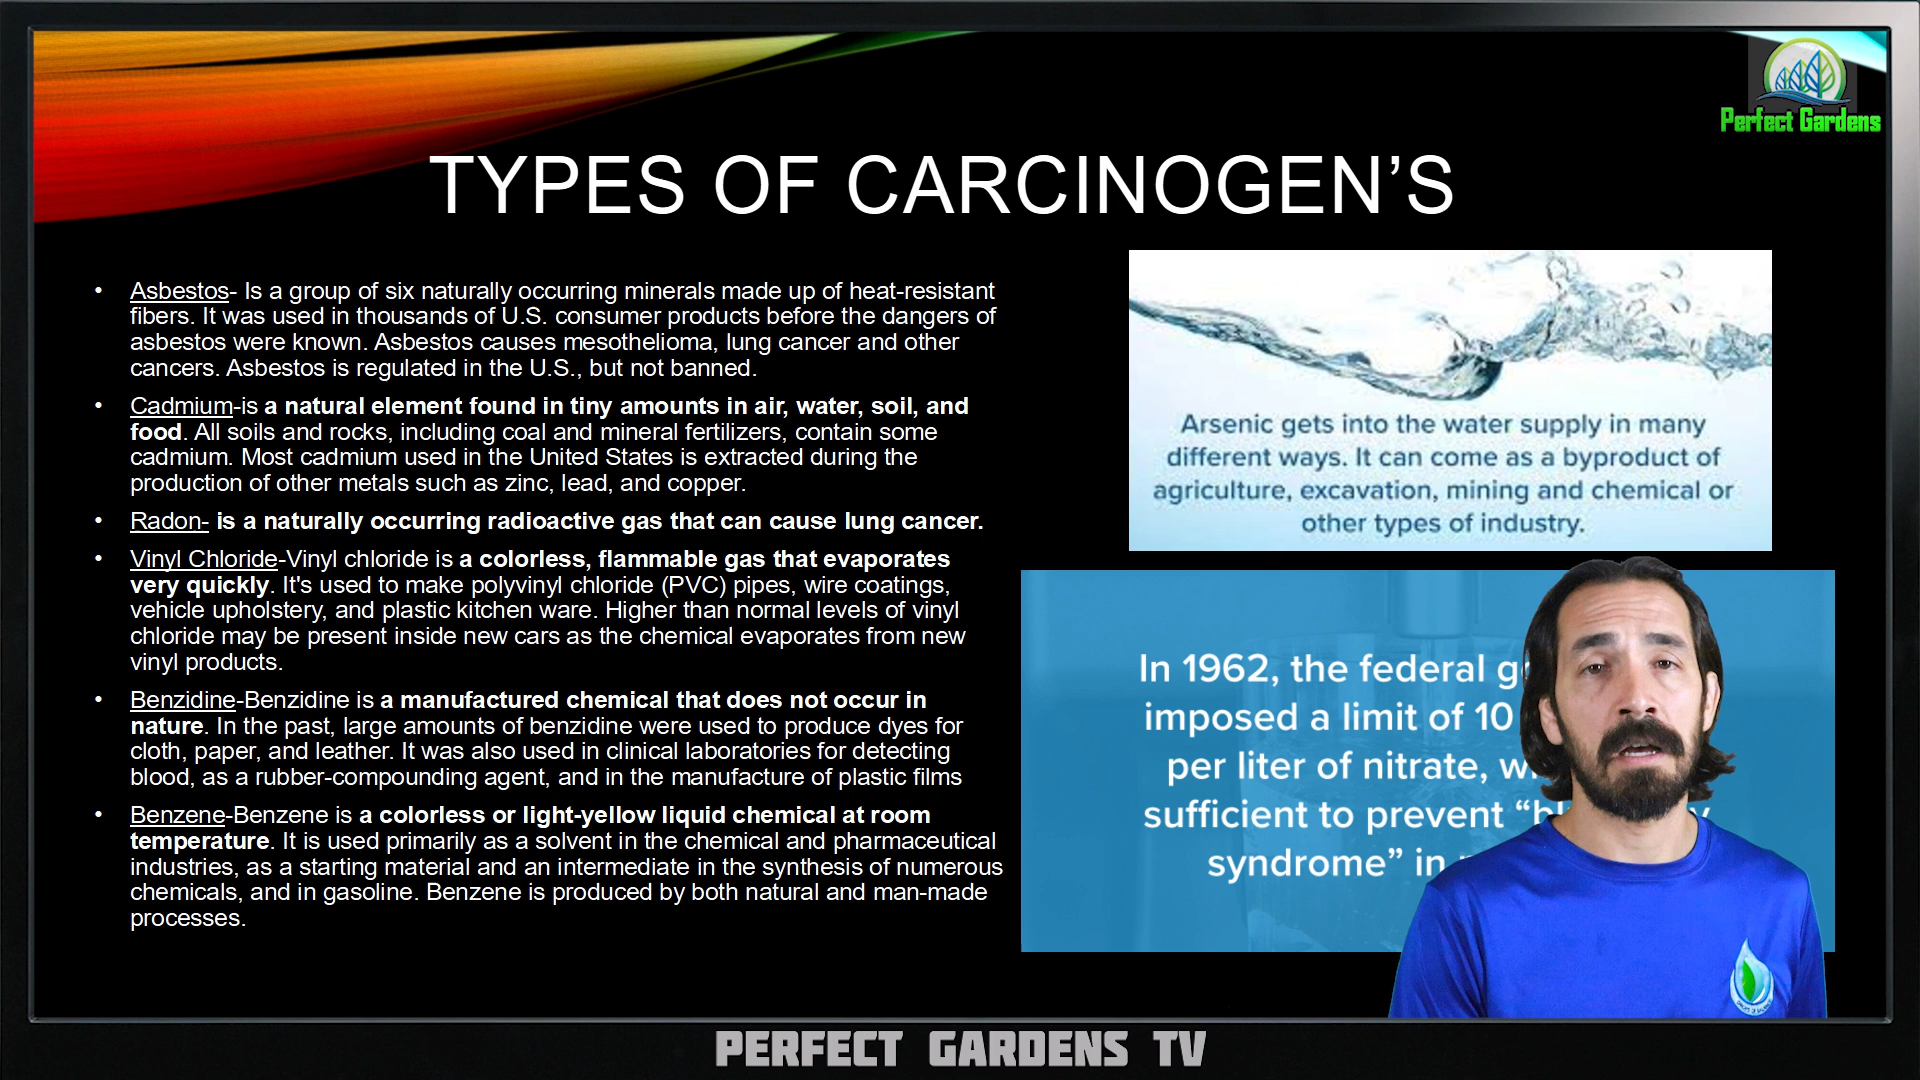 Perfect Gardens
TYPES OF CARCINOGEN’S
• Asbestos- Is a group of six naturally occurring minerals made up of heat-resistant
fibers. It was used in thousands of U.S. consumer products before the dangers of
asbestos were known. Asbestos causes mesothelioma, lung cancer and other
cancers. Asbestos is regulated in the U.S., but not banned.
• Cadmium-is a natural element found in tiny amounts in air, water, soil, and
food. All soils and rocks, including coal and mineral fertilizers, contain some
cadmium. Most cadmium used in the United States is extracted during the
production of other metals such as zinc, lead, and copper.
• Radon- is a naturally occurring radioactive gas that can cause lung cancer.
• Vinyl Chloride-Vinyl chloride is a colorless, flammable gas that evaporates
very quickly. It's used to make polyvinyl chloride (PVC) pipes, wire coatings,
vehicle upholstery, and plastic kitchen ware. Higher than normal levels of vinyl
chloride may be present inside new cars as the chemical evaporates from new
vinyl products.
• Benzidine-Benzidine is a manufactured chemical that does not occur in
nature. In the past, large amounts of benzidine were used to produce dyes for
cloth, paper, and leather. It was also used in clinical laboratories for detecting
blood, as a rubber-compounding agent, and in the manufacture of plastic films
• Benzene-Benzene is a colorless or light-yellow liquid chemical at room
temperature. It is used primarily as a solvent in the chemical and pharmaceutical
industries, as a starting material and an intermediate in the synthesis of numerous
chemicals, and in gasoline. Benzene is produced by both natural and man-made
processes.
Arsenic gets into the water supply in many
different ways. It can come as a byproduct of
agriculture, excavation, mining and chemical or
other types of industry.
In 1962, the federal
imposed a limit of 10
per liter of nitrate,
sufficient to prevent
syndrome” in
PERFECT GARDENS TV